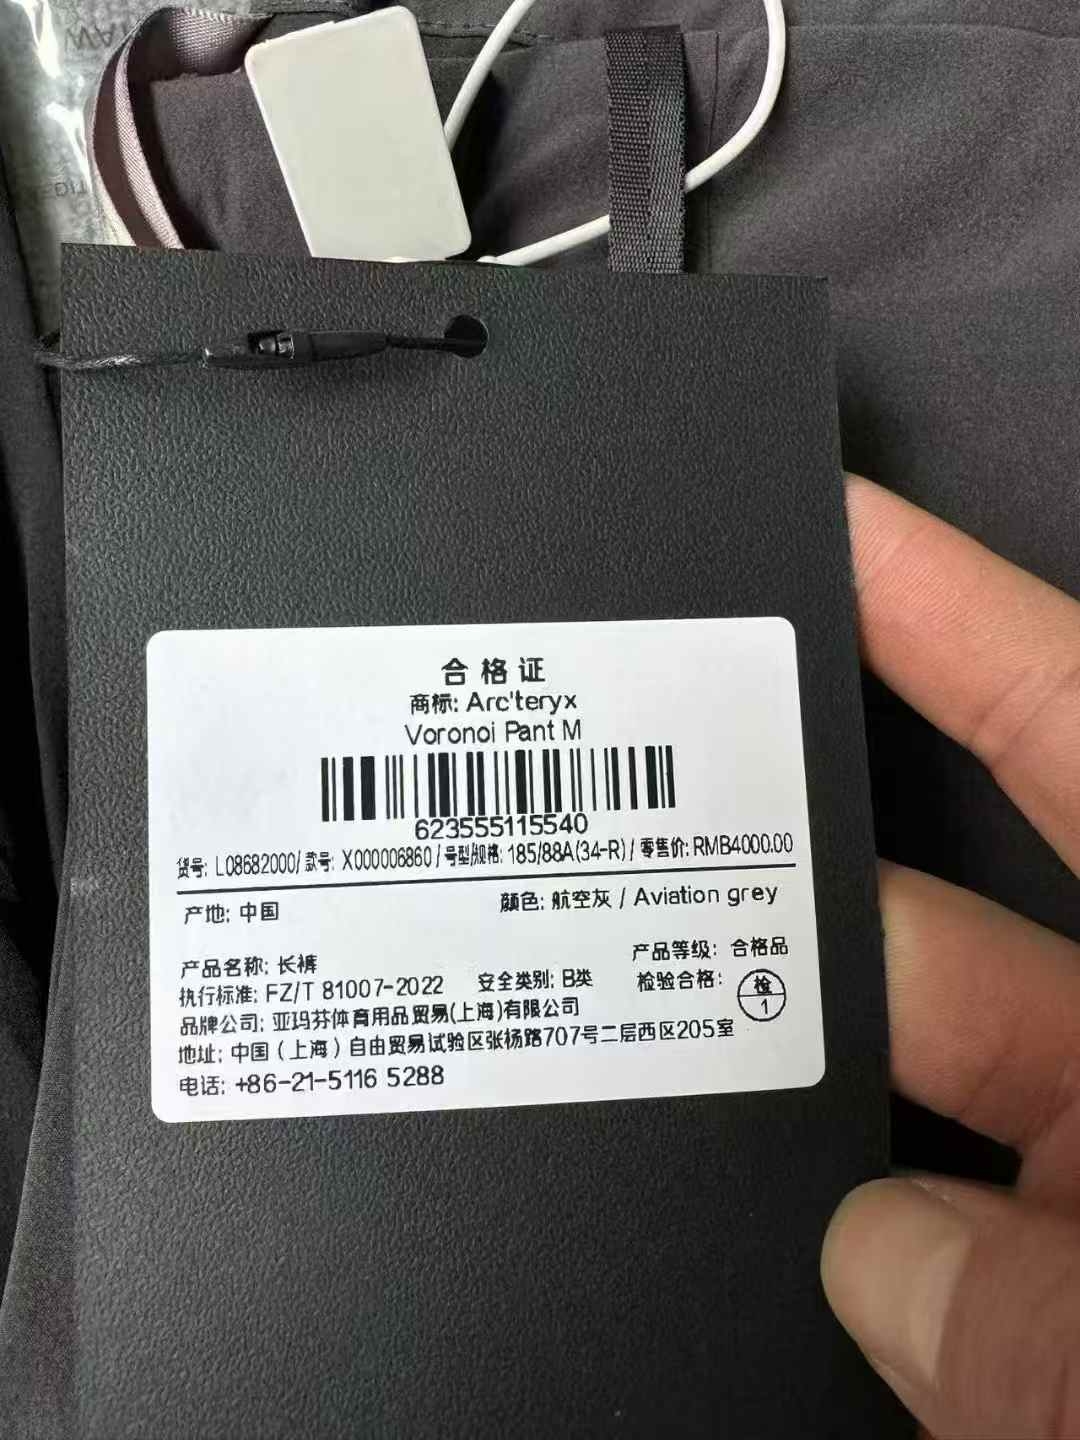 合格证
商标: Arc'teryx
Voronoi Pant M
623555115540
货号: L08682000/ 款号: X000006860 / 号型/规格: 185/88A(34-R) / 零售价: RMB4000.00
产地: 中国
颜色: 航空灰 / Aviation grey
产品名称: 长裤
产品等级: 合格品
执行标准: FZ/T 81007-2022
安全类别: B类
检验合格:
检
1
品牌公司: 亚玛芬体育用品贸易(上海)有限公司
地址: 中国 (上海) 自由贸易试验区张杨路707号二层西区205室
电话: +86-21-5116 5288